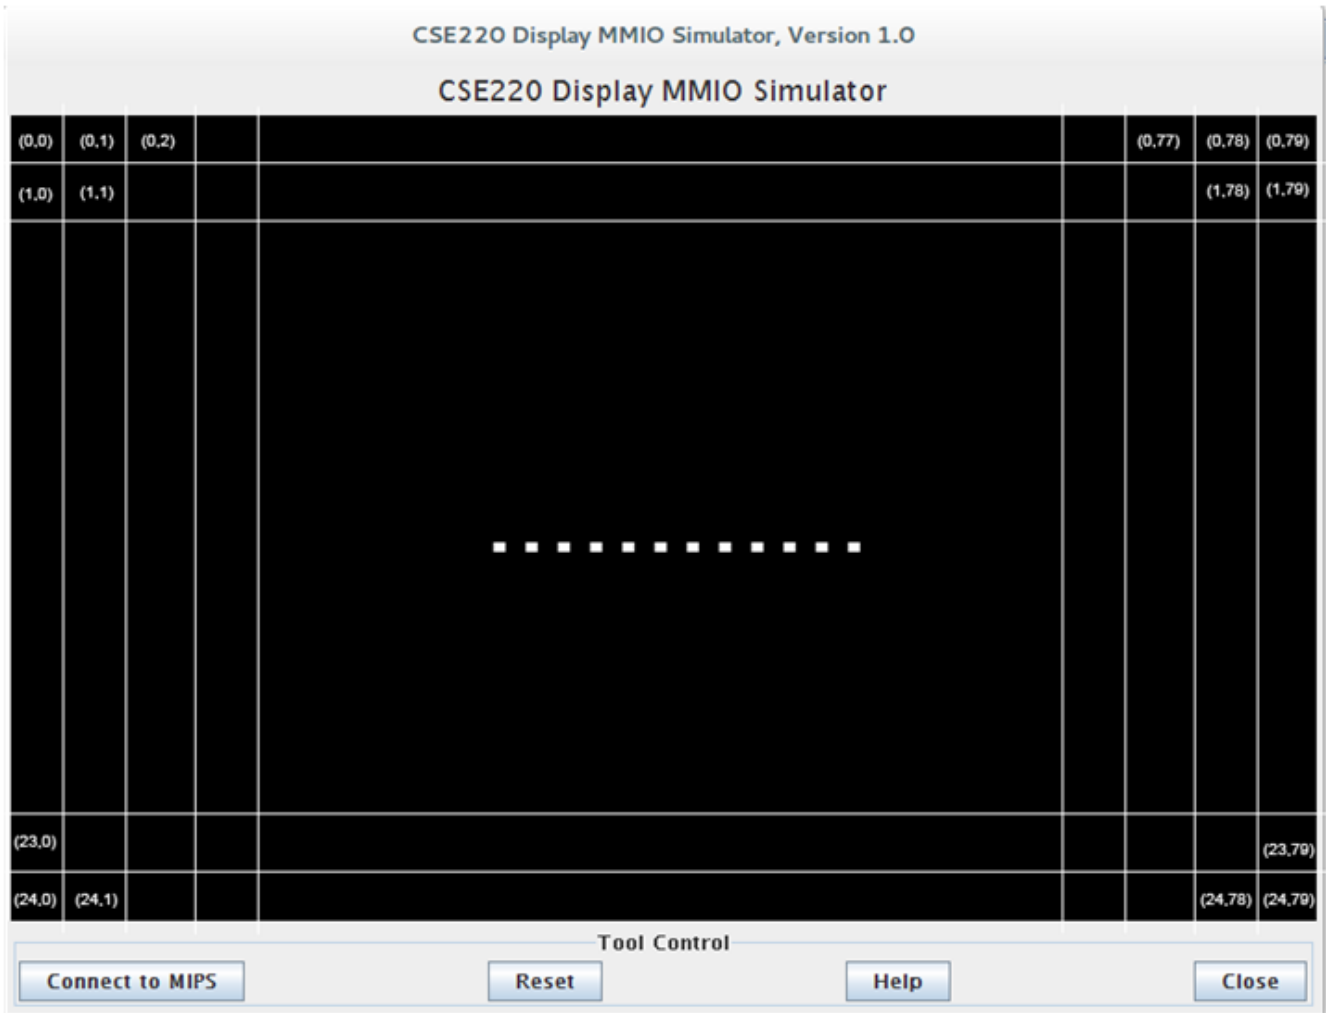 CSE220 Display MMIO Simulator, Version 1.0
CSE220 Display MMIO Simulator
(0,0) (0,1) (0,2) (0,77) (0,78) (0,79)
(1,0) (1,1) (1,78) (1,79)
(23,0) (23,79)
(24,0) (24,1) (24,78) (24,79)
Tool Control
Connect to MIPS Reset Help Close